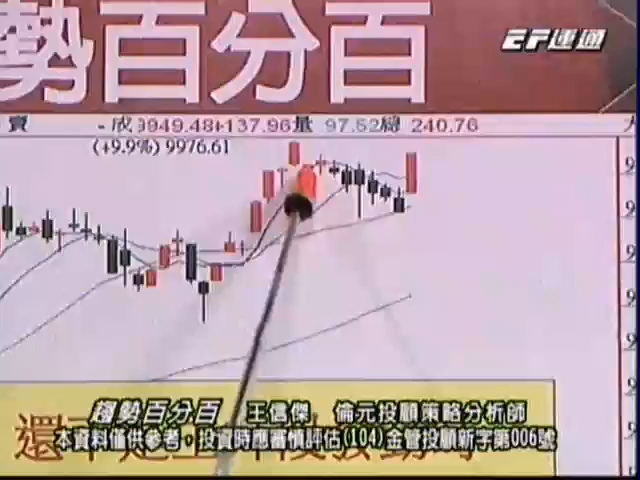 勢百分百
EF連通
賣 - 成9949.48+137.96量 97.52總 240.76
(+9.9%) 9976.61
趨勢百分百 王信傑 倫元投顧策略分析師
本資料僅供參考，投資時應審慎評估(104)金管投顧新字第006號